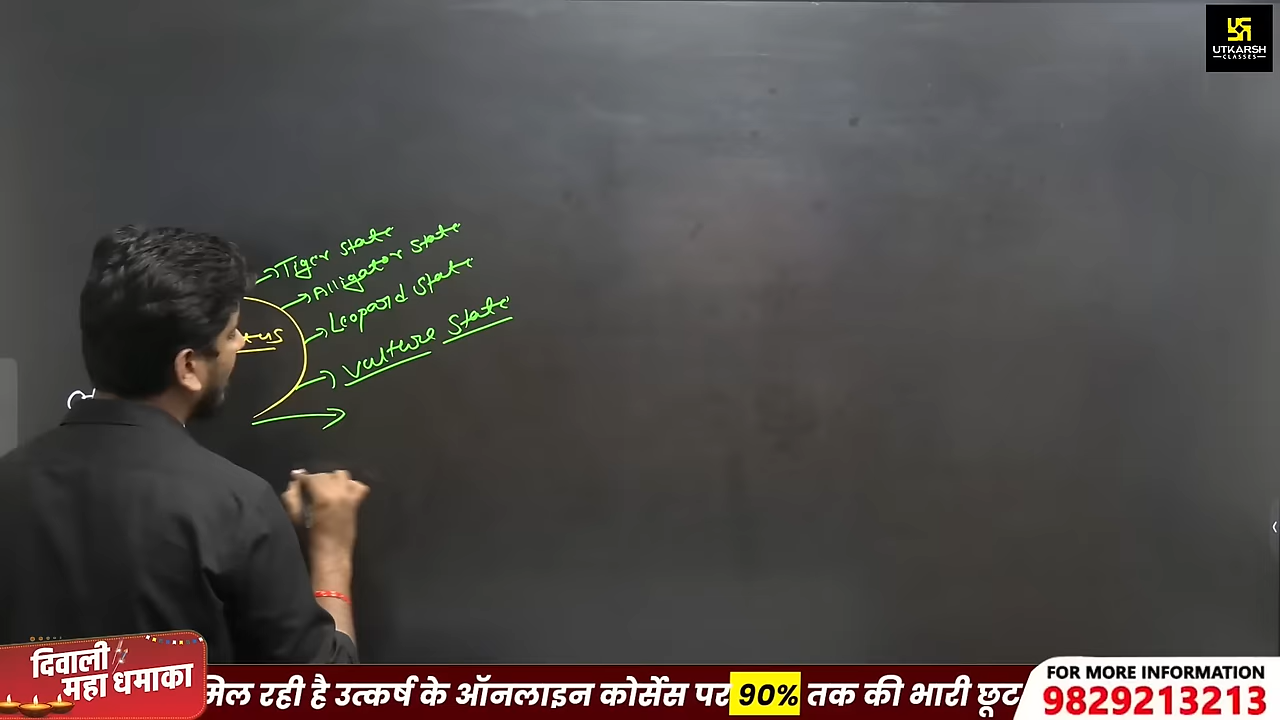 UTKARSH
CLASSES
Tiger state
Alligator state
Leopard state
Vulture state
दिवाली
महा धमाका
मिल रही है उत्कर्ष के ऑनलाइन कोर्सेस पर 90% तक की भारी छूट
FOR MORE INFORMATION
9829213213